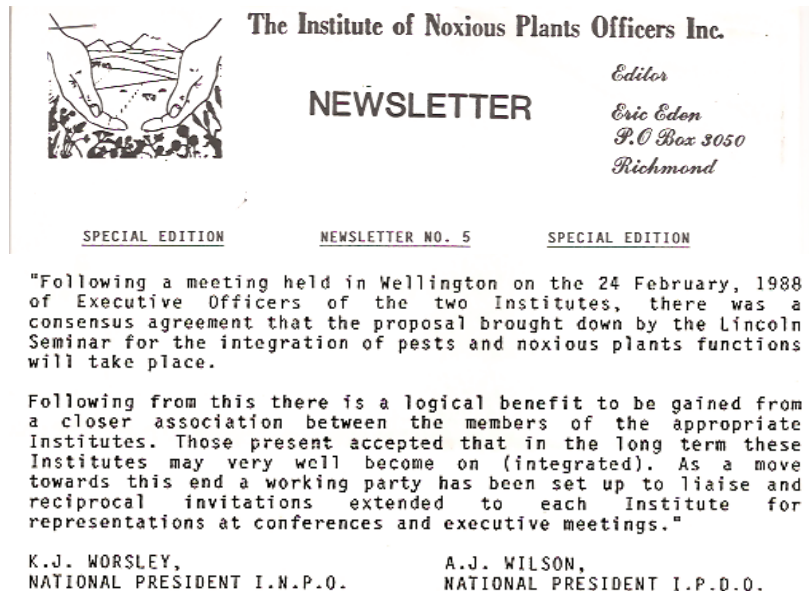 The Institute of Noxious Plants Officers Inc.
NEWSLETTER
Editor
Eric Eden
P.O Box 3050
Richmond
SPECIAL EDITION NEWSLETTER NO. 5 SPECIAL EDITION
"Following a meeting held in Wellington on the 24 February, 1988
of Executive Officers of the two Institutes, there was a
consensus agreement that the proposal brought down by the Lincoln
Seminar for the integration of pests and noxious plants functions
will take place.
Following from this there is a logical benefit to be gained from
a closer association between the members of the appropriate
Institutes. Those present accepted that in the long term these
Institutes may very well become on (integrated). As a move
towards this end a working party has been set up to liaise and
reciprocal invitations extended to each Institute for
representations at conferences and executive meetings."
K.J. WORSLEY, A.J. WILSON,
NATIONAL PRESIDENT I.N.P.O. NATIONAL PRESIDENT I.P.D.O.